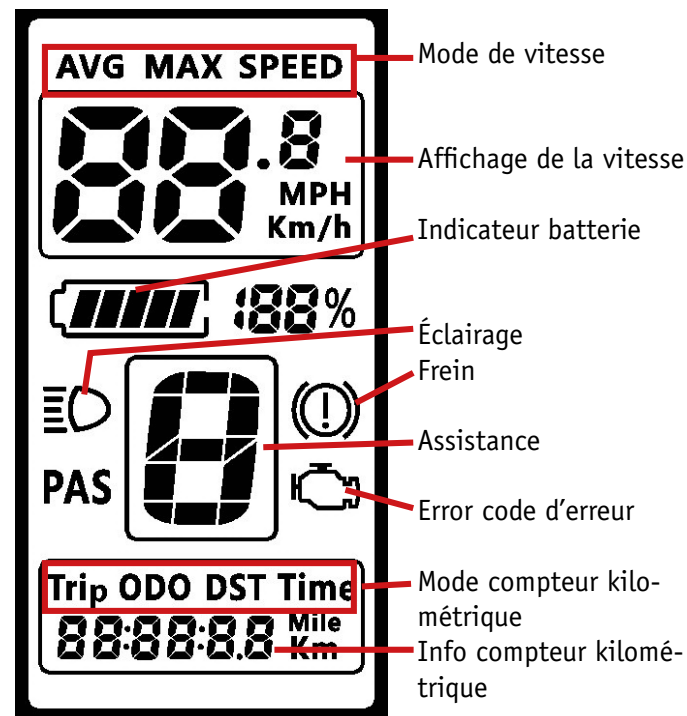 AVG MAX SPEED
Mode de vitesse
88.8
Affichage de la vitesse
MPH
Km/h
Indicateur batterie
188%
Éclairage
Frein
Assistance
PAS
8
Error code d'erreur
Trip ODO DST Time
Mode compteur kilo-
métrique
88:88:8.8 Mile
Km
Info compteur kilomé-
trique